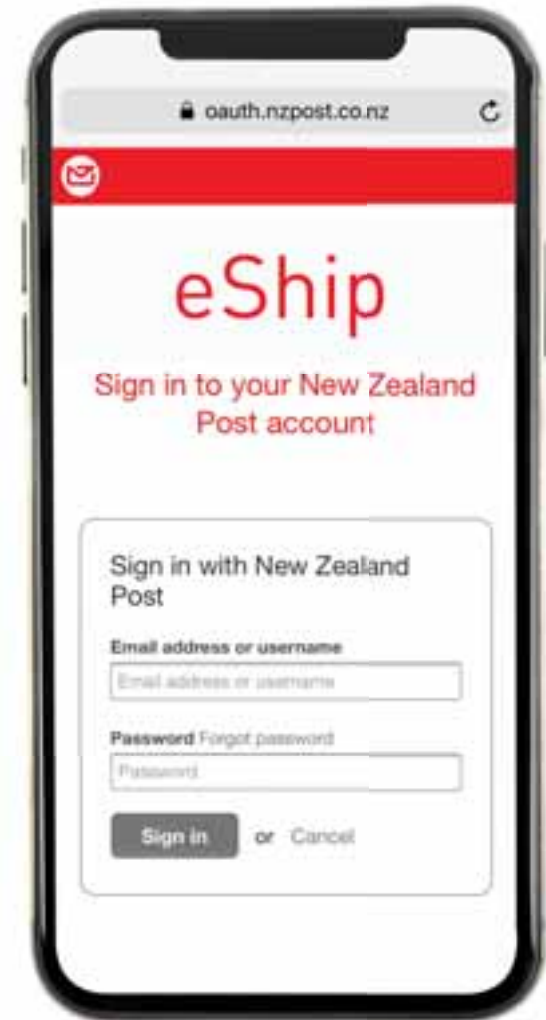 oauth.nzpost.co.nz
eShip
Sign in to your New Zealand
Post account
Sign in with New Zealand
Post
Email address or username
Email address or username
Password Forgot password
Password
Sign in or Cancel